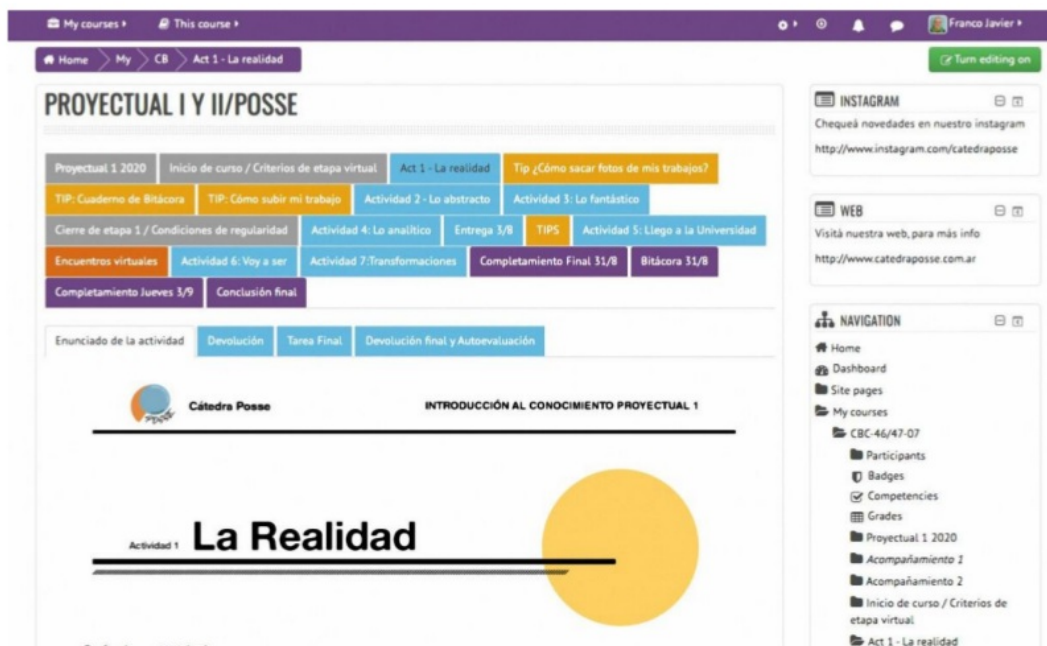 My courses This course Franco Javier
Home My CB Act 1 - La realidad Turn editing on
PROYECTUAL I Y II/POSSE
Proyectual 1 2020 Inicio de curso / Criterios de etapa virtual Act 1 - La realidad Tip ¿Cómo sacar fotos de mis trabajos?
TIP: Cuaderno de Bitácora TIP: Cómo subir mi trabajo Actividad 2 - Lo abstracto Actividad 3: Lo fantástico
Cierre de etapa 1 / Condiciones de regularidad Actividad 4: Lo analítico Entrega 3/8 TIPS Actividad 5: Llego a la Universidad
Encuentros virtuales Actividad 6: Voy a ser Actividad 7:Transformaciones Completamiento Final 31/8 Bitácora 31/8
Completamiento Jueves 3/9 Conclusión final
Enunciado de la actividad Devolución Tarea Final Devolución final y Autoevaluación
Cátedra Posse INTRODUCCIÓN AL CONOCIMIENTO PROYECTUAL 1
Actividad 1 La Realidad
INSTAGRAM
Chequeá novedades en nuestro instagram
http://www.instagram.com/catedraposse
WEB
Visitá nuestra web, para más info
http://www.catedraposse.com.ar
NAVIGATION
Home
Dashboard
Site pages
My courses
CBC-46/47-07
Participants
Badges
Competencies
Grades
Proyectual 1 2020
Acompañamiento 1
Acompañamiento 2
Inicio de curso / Criterios de
etapa virtual
Act 1 - La realidad